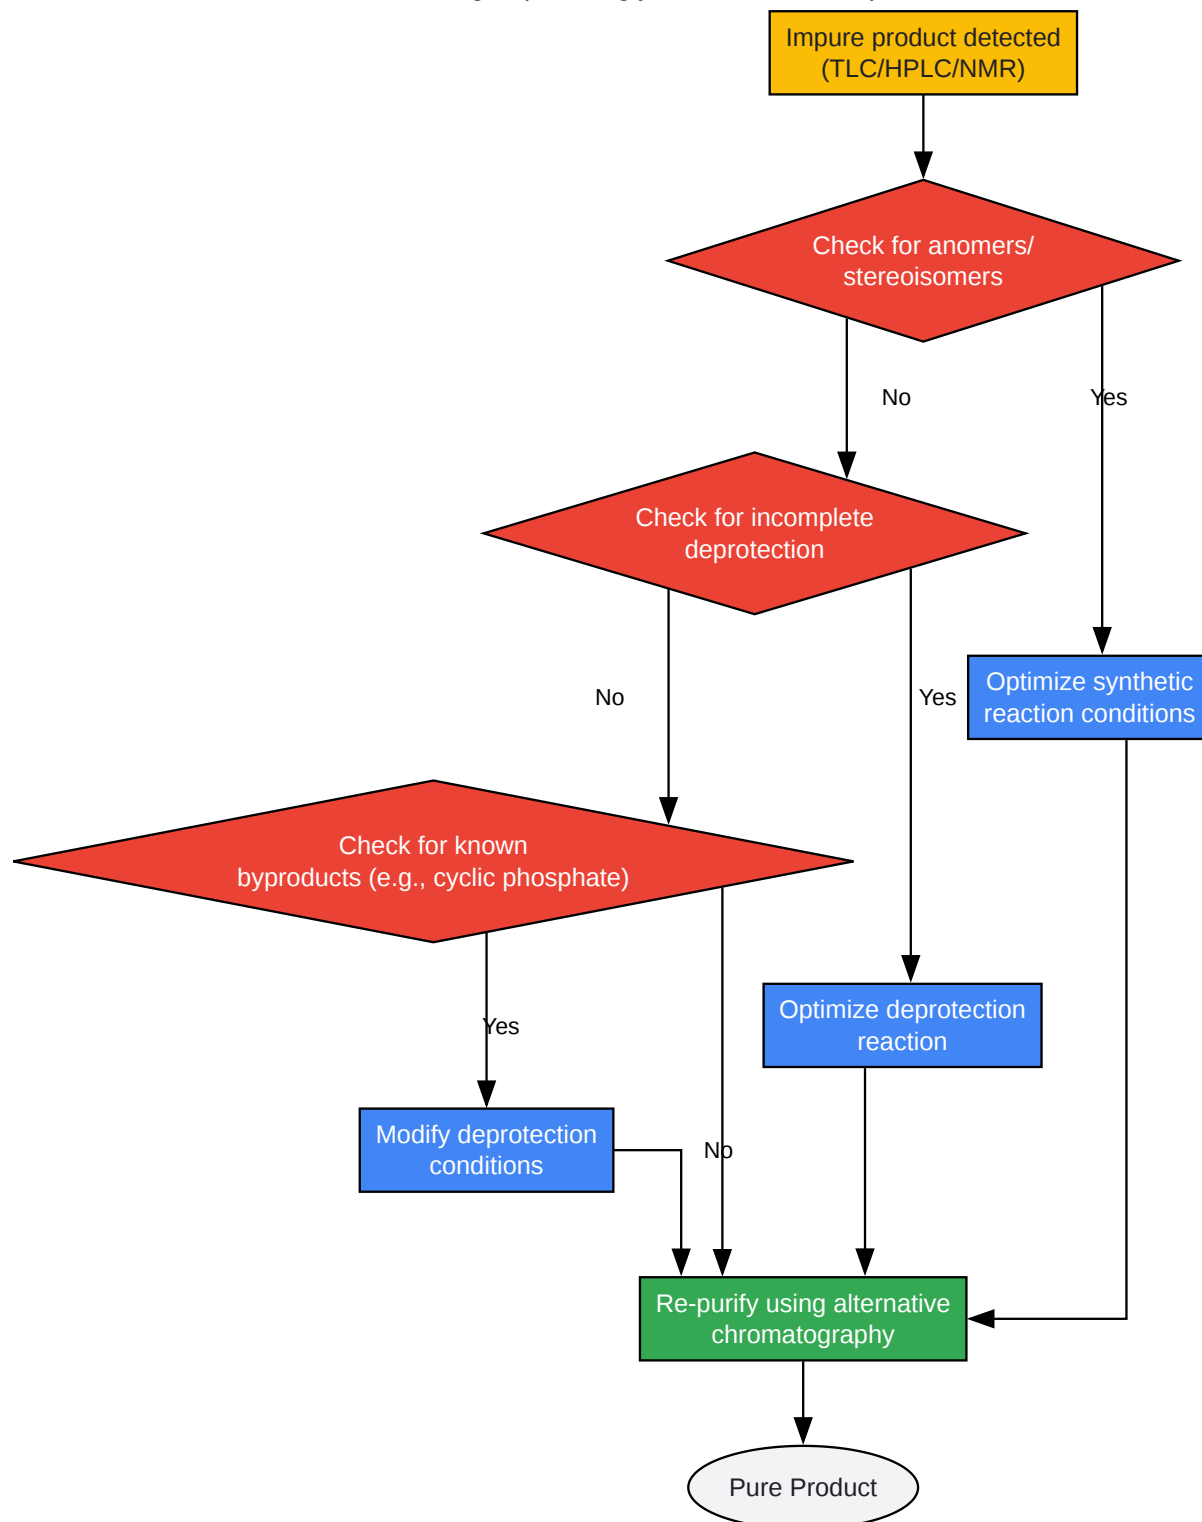 Impure product detected
(TLC/HPLC/NMR)
Check for anomers/
stereoisomers
No
Yes
Check for incomplete
deprotection
No
Yes
Optimize synthetic
reaction conditions
Check for known
byproducts (e.g., cyclic phosphate)
Yes
Optimize deprotection
reaction
Modify deprotection
conditions
No
Re-purify using alternative
chromatography
Pure Product